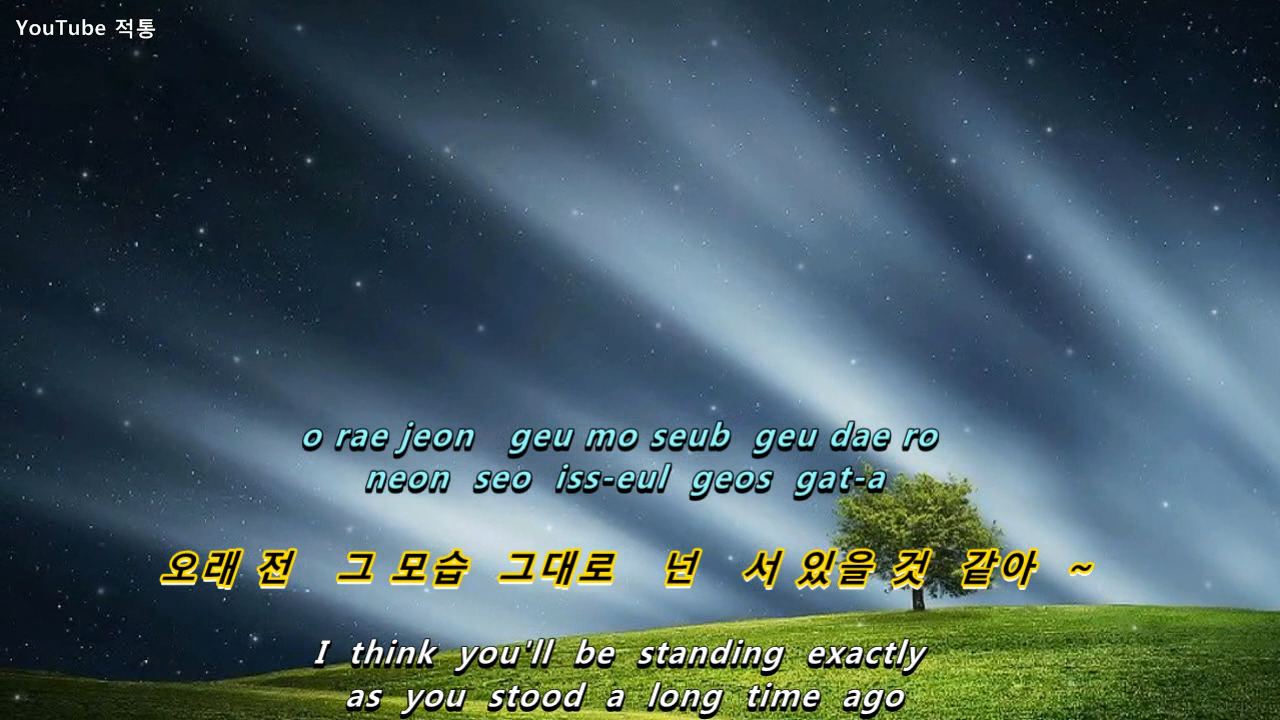 YouTube 적통
o rae jeon geu mo seub geu dae ro
neon seo iss-eul geos gat-a
오래 전 그 모습 그대로 넌 서 있을 것 같아 ~
I think you'll be standing exactly
as you stood a long time ago